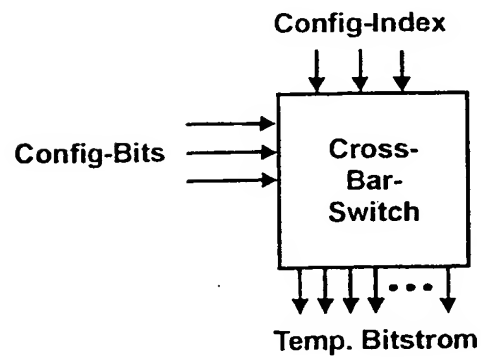 Config-Index
Config-Bits
Cross-
Bar-
Switch
Temp. Bitstrom